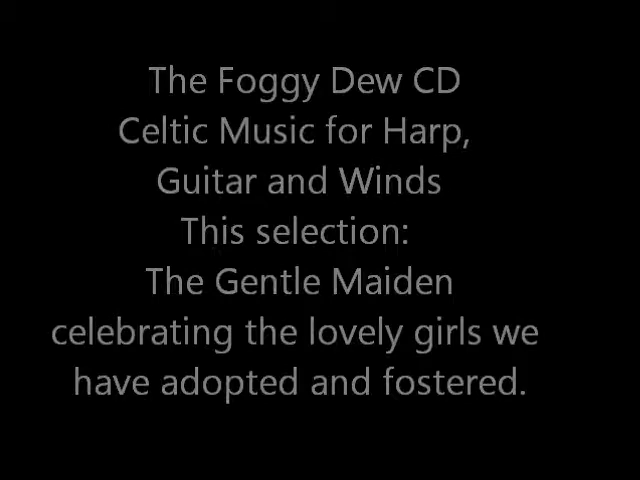 The Foggy Dew CD
Celtic Music for Harp,
Guitar and Winds
This selection:
The Gentle Maiden
celebrating the lovely girls we
have adopted and fostered.